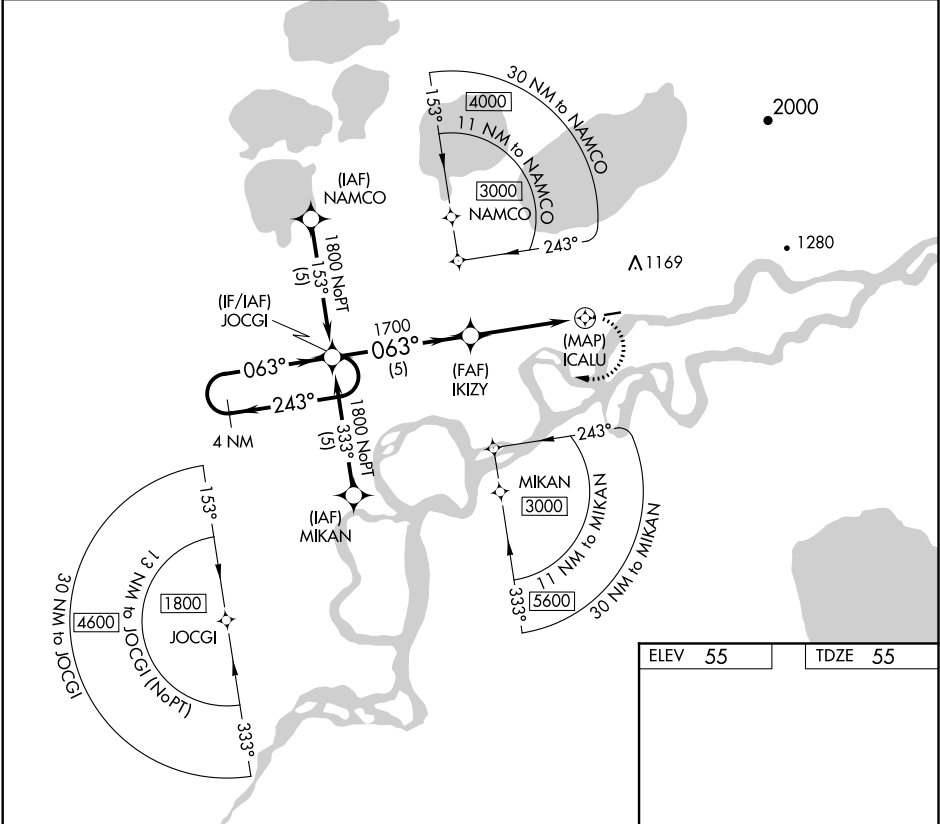 30 NM to NAMCO
153°
4000
11 NM to NAMCO
3000
NAMCO
243°
2000
1280
1169
(IAF)
NAMCO
1800 NoPT
153°
(5)
(IF/IAF)
JOCGI
1700
063°
(5)
063°
243°
4 NM
(FAF)
IKIZY
(MAP)
ICALU
1800 NoPT
333°
(5)
(IAF)
MIKAN
243°
MIKAN
3000
11 NM to MIKAN
333°
5600
30 NM to MIKAN
153°
30 NM to JOCGI
4600
13 NM to JOCGI (NoPT)
1800
JOCGI
333°
ELEV 55
TDZE 55